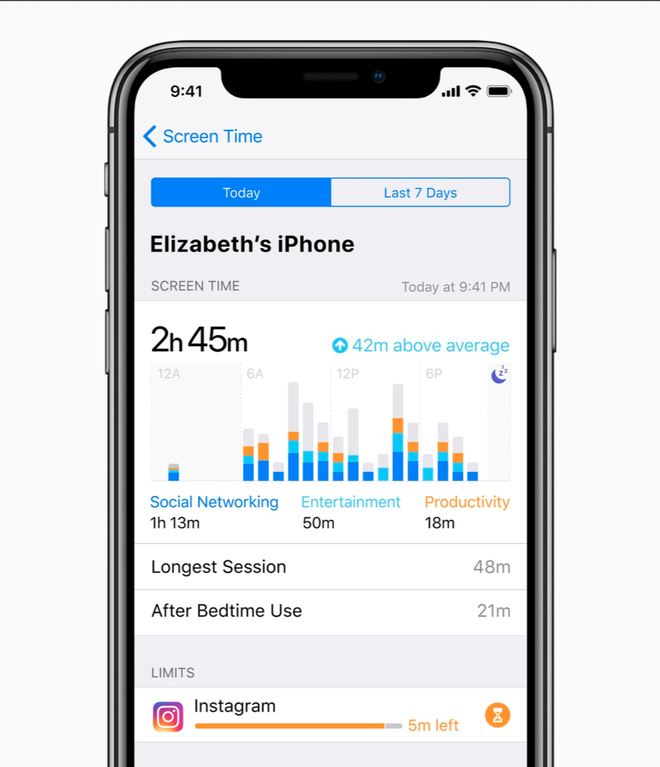 9:41
Screen Time
Today Last 7 Days
Elizabeth’s iPhone
SCREEN TIME Today at 9:41 PM
2h 45m 42m above average
12A 6A 12P 6P zzz
Social Networking Entertainment Productivity
1h 13m 50m 18m
Longest Session 48m
After Bedtime Use 21m
LIMITS
Instagram
5m left